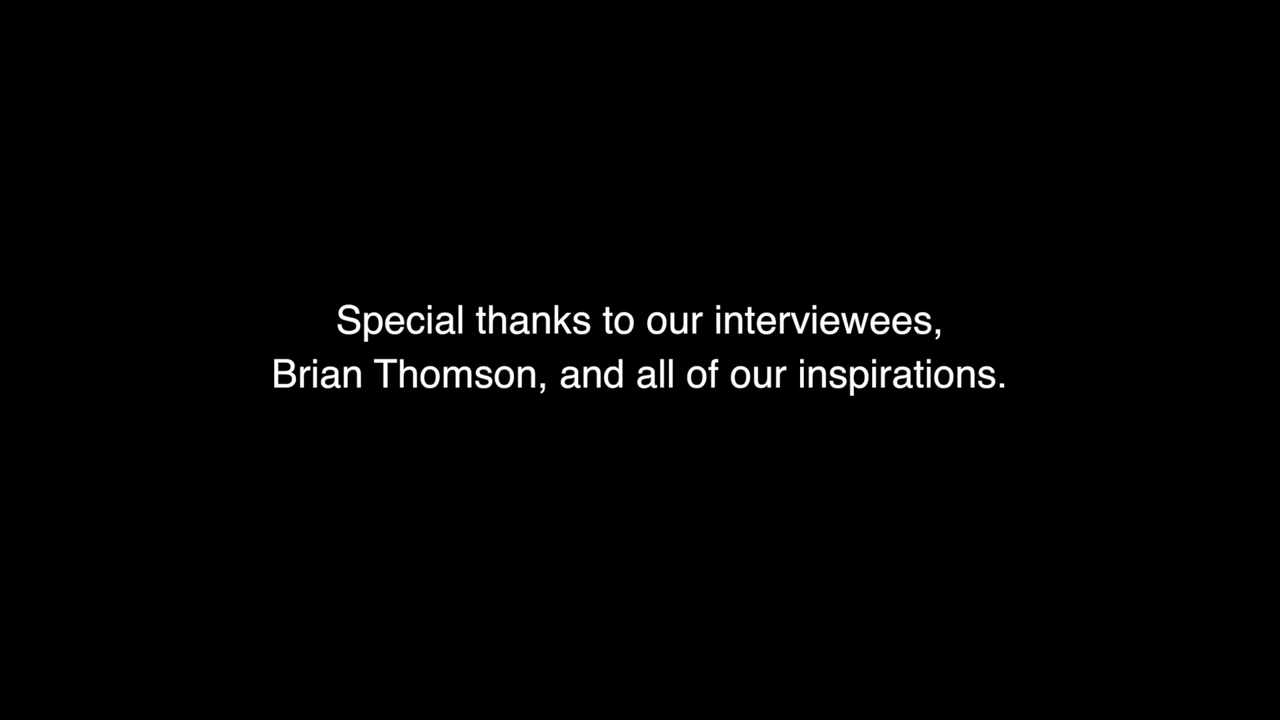 Special thanks to our interviewees,
Brian Thomson, and all of our inspirations.